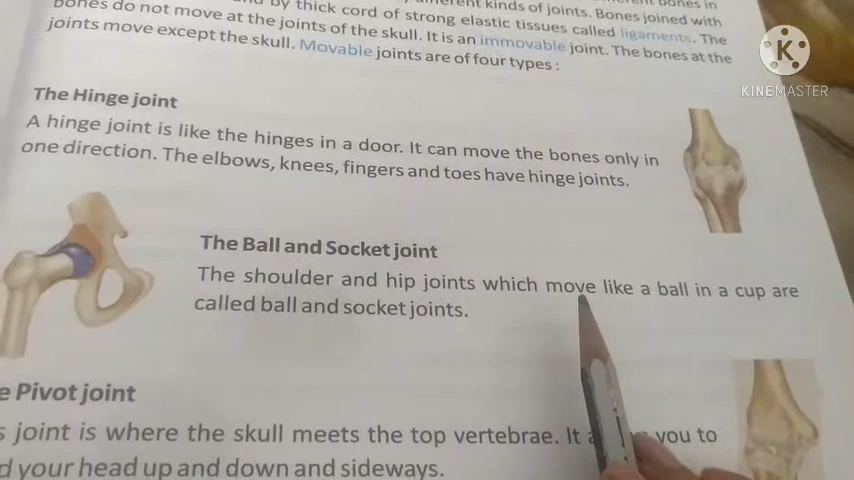 different kinds of joints. Bones joined with
by thick cord of strong elastic tissues called ligaments. The
Bones do not move at the joints of the skull. It is an immovable joint. The bones at the
joints move except the skull. Movable joints are of four types :
K
KINEMASTER
The Hinge joint
A hinge joint is like the hinges in a door. It can move the bones only in
one direction. The elbows, knees, fingers and toes have hinge joints.
The Ball and Socket joint
The shoulder and hip joints which move like a ball in a cup are
called ball and socket joints.
Pivot joint
joint is where the skull meets the top vertebrae. It you to
your head up and down and sideways.